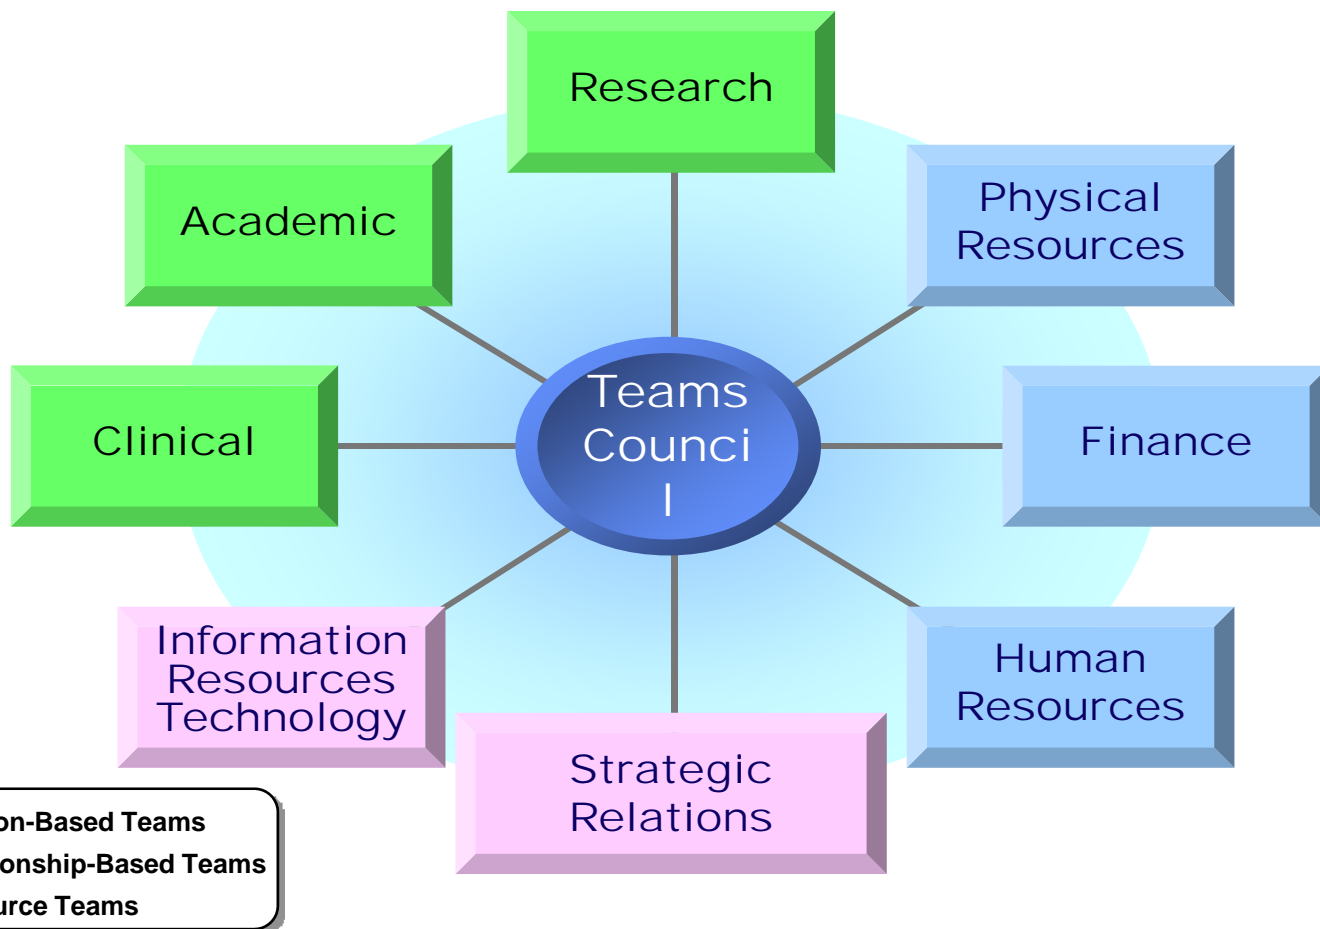 Research
Academic
Physical
Resources
Clinical
Teams
Counci
l
Finance
Information
Resources
Technology
Human
Resources
Strategic
Relations
on-Based Teams
onship-Based Teams
urce Teams